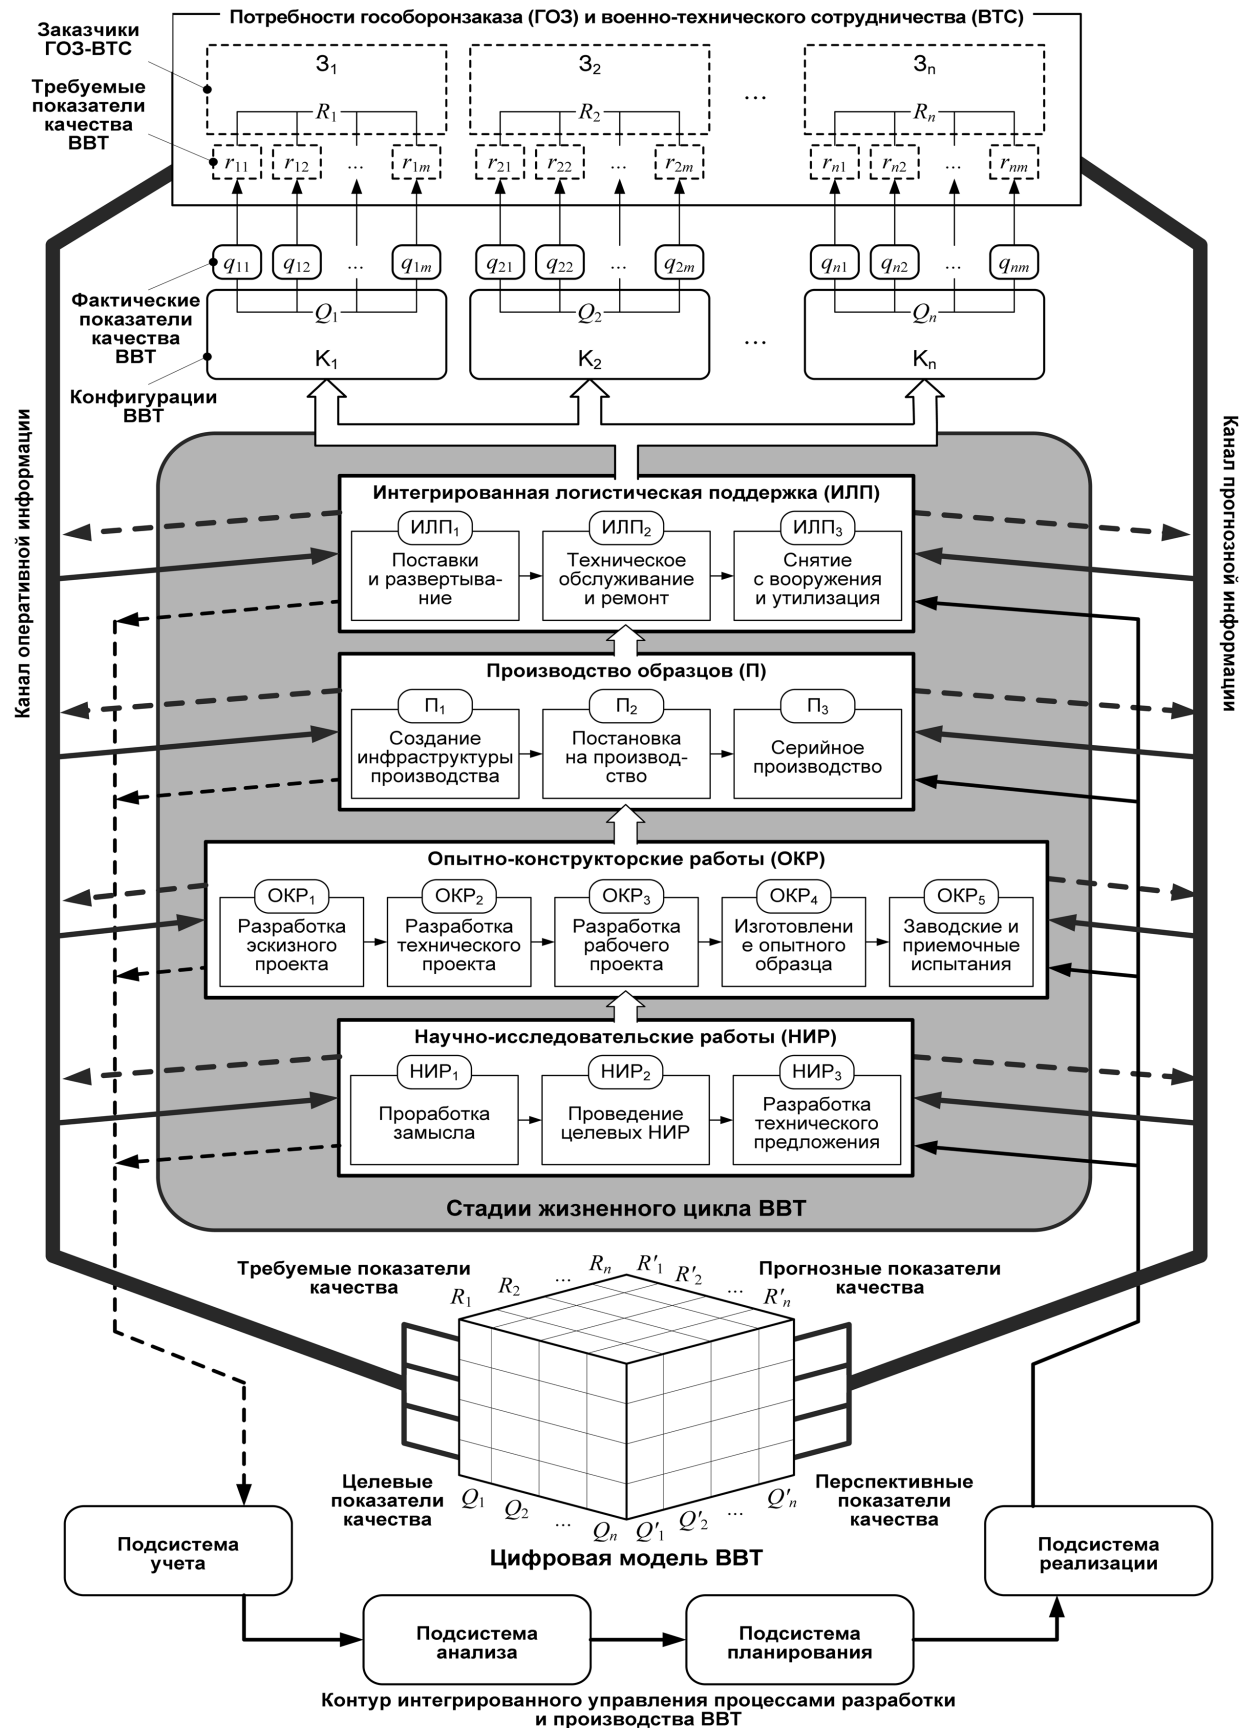 Потребности гособоронзаказа (ГОЗ) и военно-технического сотрудничества (ВТС)
Заказчики
ГОЗ-ВТС
Требуемые
показатели
качества
ВВТ
З1
З2
...
Зn
R1
R2
Rn
r11
r12
...
r1m
r21
r22
...
r2m
rn1
rn2
...
rnm
q11
q12
...
q1m
q21
q22
...
q2m
qn1
qn2
...
qnm
Фактические
показатели
качества
ВВТ
Q1
Q2
Qn
K1
K2
...
Kn
Конфигурации
ВВТ
Канал оперативной информации
Канал прогнозной информации
Интегрированная логистическая поддержка (ИЛП)
ИЛП1
ИЛП2
ИЛП3
Поставки
и развертыва-
ние
Техническое
обслуживание
и ремонт
Снятие
с вооружения
и утилизация
Производство образцов (П)
П1
П2
П3
Создание
инфраструктуры
производства
Постановка
на производ-
ство
Серийное
производство
Опытно-конструкторские работы (ОКР)
ОКР1
ОКР2
ОКР3
ОКР4
ОКР5
Разработка
эскизного
проекта
Разработка
технического
проекта
Разработка
рабочего
проекта
Изготовлени
е опытного
образца
Заводские и
приемочные
испытания
Научно-исследовательские работы (НИР)
НИР1
НИР2
НИР3
Проработка
замысла
Проведение
целевых НИР
Разработка
технического
предложения
Стадии жизненного цикла ВВТ
Требуемые показатели
качества
R1
R2
...
Rn
R'1
R'2
...
R'n
Прогнозные показатели
качества
Целевые
показатели
качества
Q1
Q2
...
Qn
Q'1
Q'2
...
Q'n
Перспективные
показатели
качества
Цифровая модель ВВТ
Подсистема
учета
Подсистема
анализа
Подсистема
планирования
Подсистема
реализации
Контур интегрированного управления процессами разработки
и производства ВВТ